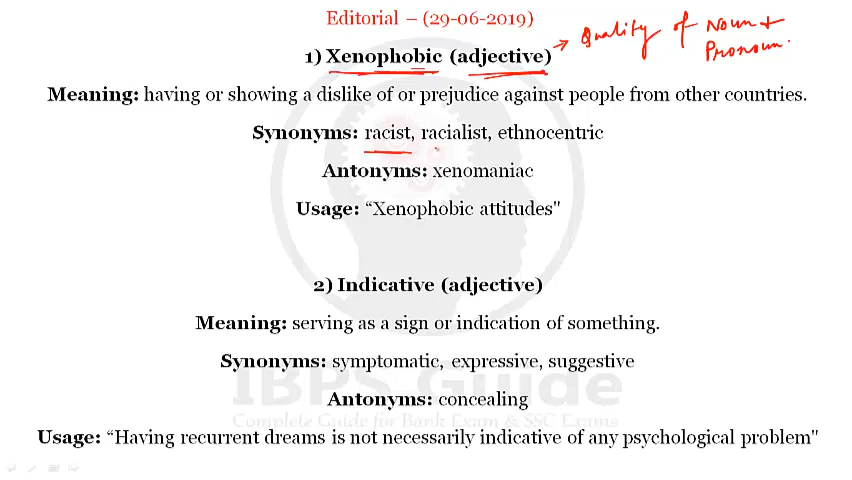 Editorial – (29-06-2019)
1) Xenophobic (adjective) → Quality of Noun & Pronoun.
Meaning: having or showing a dislike of or prejudice against people from other countries.
Synonyms: racist, racialist, ethnocentric
Antonyms: xenomaniac
Usage: “Xenophobic attitudes"
2) Indicative (adjective)
Meaning: serving as a sign or indication of something.
Synonyms: symptomatic, expressive, suggestive
IBPS Guide
Antonyms: concealing
Complete Guide for Bank Exam & SSC Exams
Usage: “Having recurrent dreams is not necessarily indicative of any psychological problem"